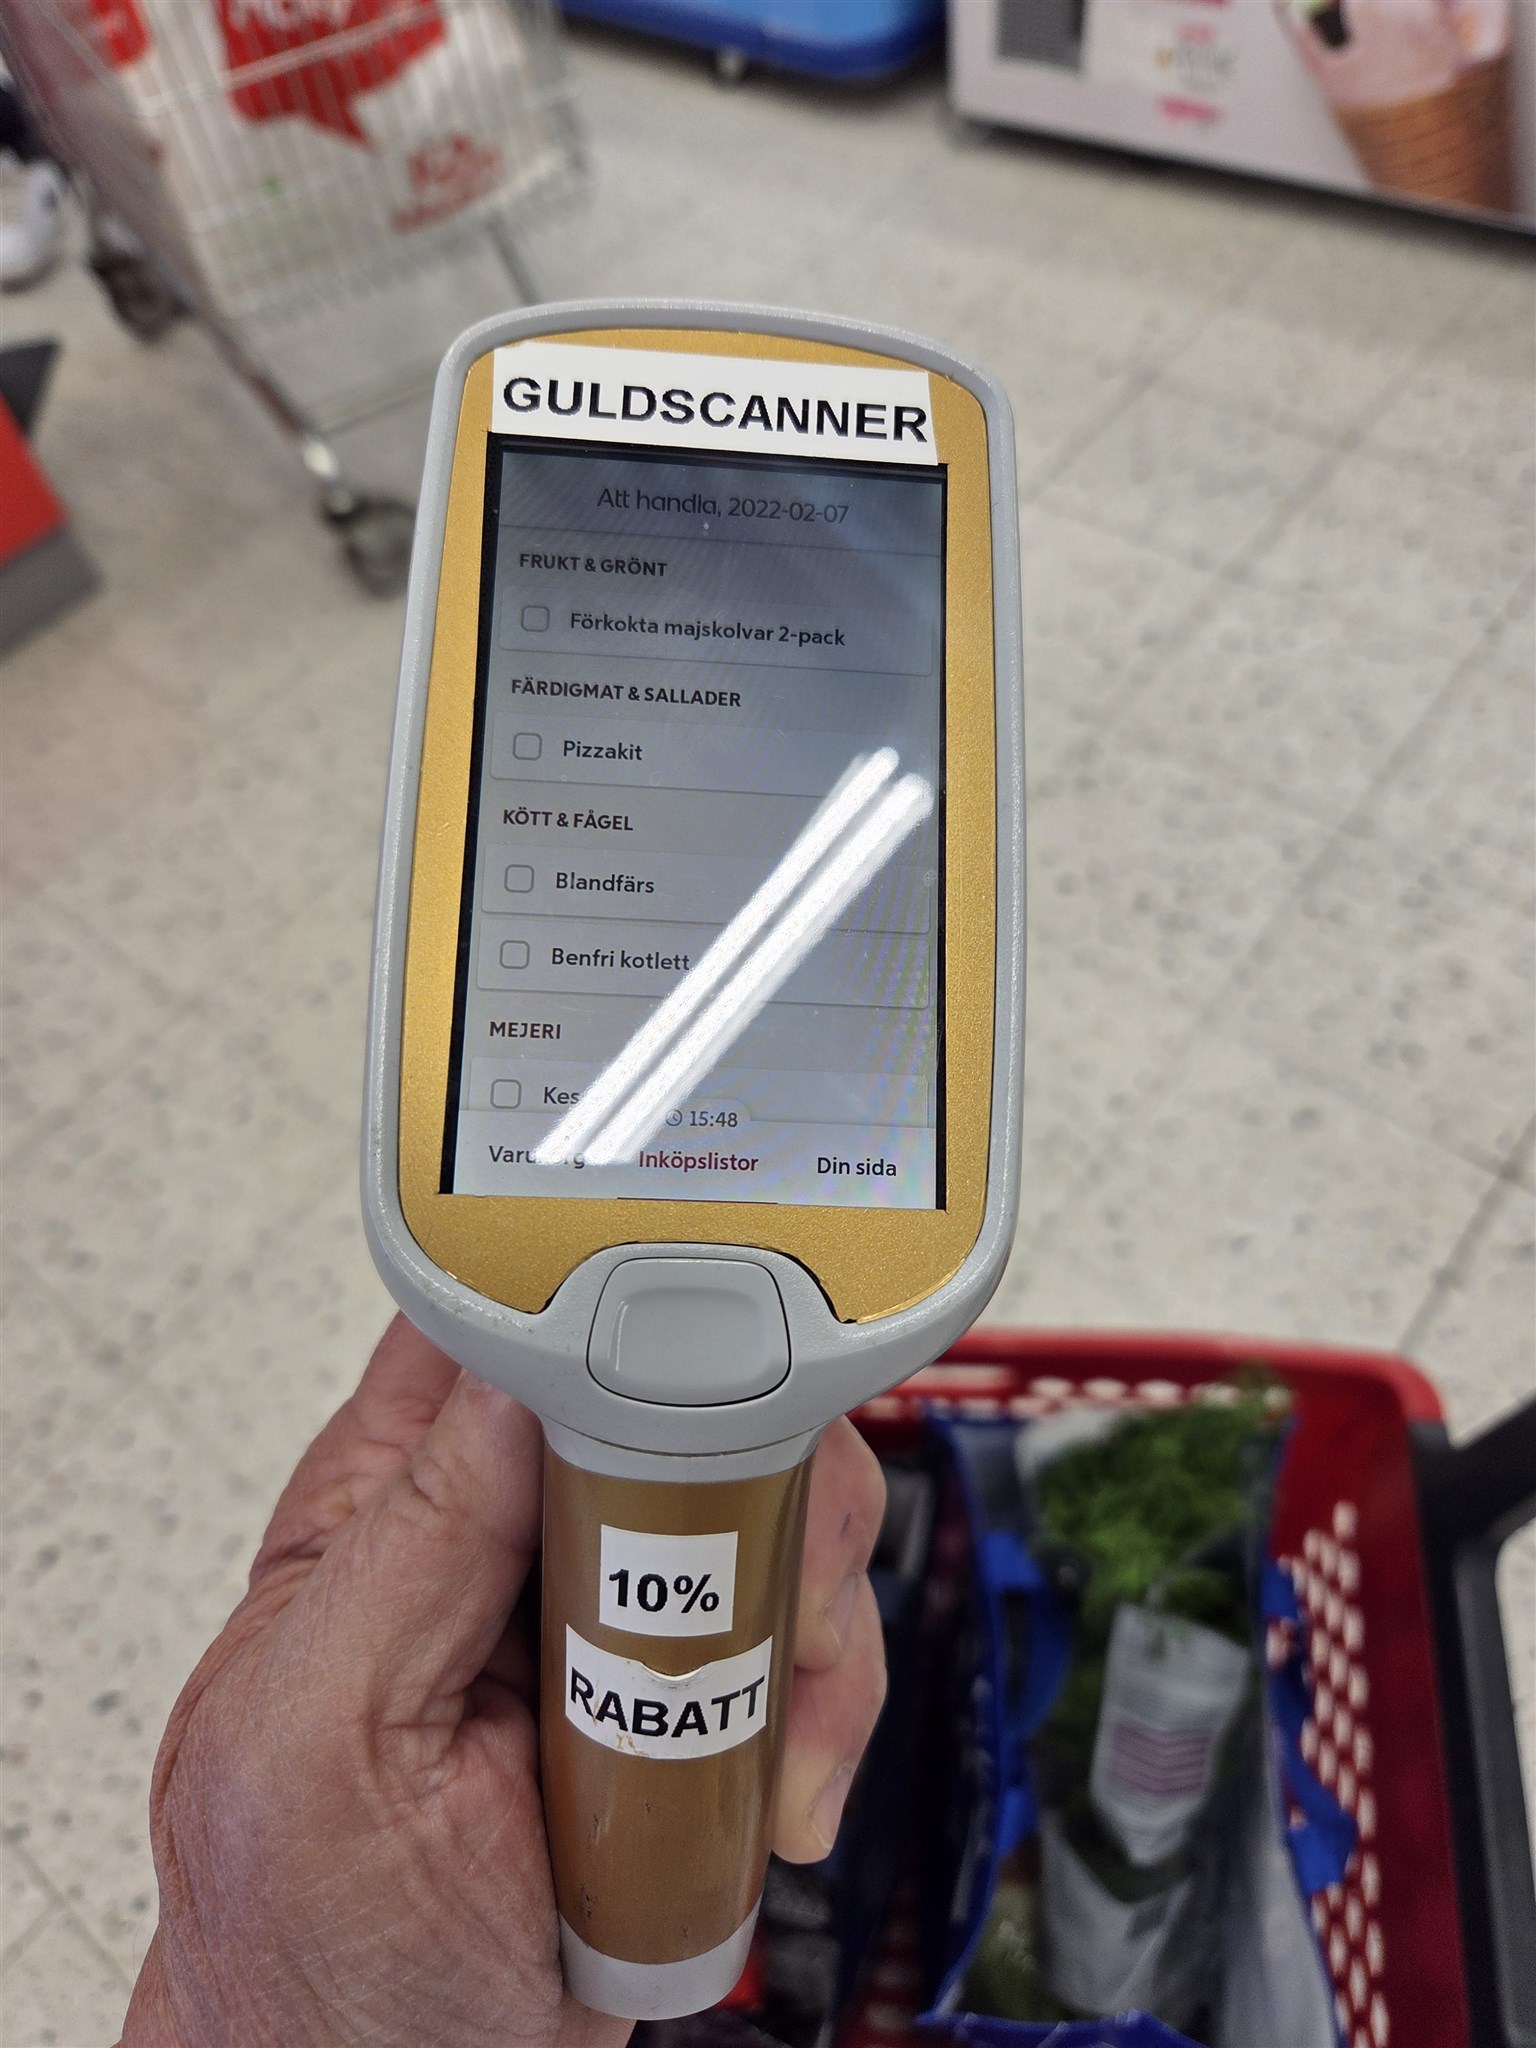 GULDSCANNER
Att handla, 2022-02-07
FRUKT & GRÖNT
Förkokta majskolvar 2-pack
FÄRDIGMAT & SALLADER
Pizzakit
KÖTT & FÅGEL
Blandfärs
Benfri kotlett
MEJERI
15:48
Inköpslistor
Din sida
10%
RABATT